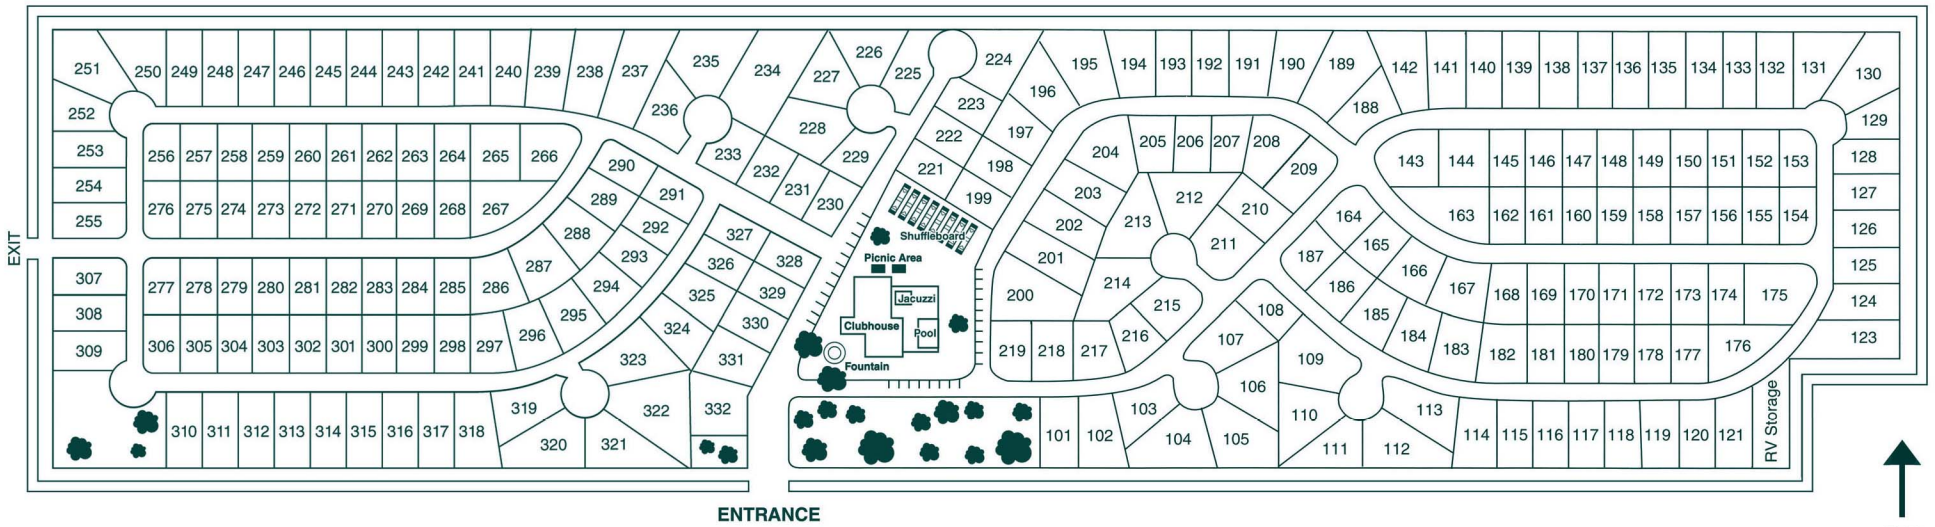 251 250 249 248 247 246 245 244 243 242 241 240 239 238 237 235 234 226 227 225 224 195 194 193 192 191 190 189 142 141 140 139 138 137 136 135 134 133 132 131 130
252 236 228 223 196 188 129
253 256 257 258 259 260 261 262 263 264 265 266 290 233 232 229 222 197 204 205 206 207 208 209 143 144 145 146 147 148 149 150 151 152 153 128
254 289 291 231 221 198 203 212 127
255 276 275 274 273 272 271 270 269 268 267 288 292 230 199 202 213 210 164 163 162 161 160 159 158 157 156 155 154 126
EXIT
327 Shuffleboard
293 326 328 Picnic Area 201 211 187 165 125
307 277 278 279 280 281 282 283 284 285 286 287 294 325 329 Jacuzzi 200 214 215 186 166 167 168 169 170 171 172 173 174 175 124
308 295 324 330 Clubhouse Pool 216 108 185
309 306 305 304 303 302 301 300 299 298 297 296 323 331 Fountain 219 218 217 107 109 184 183 182 181 180 179 178 177 176 123
106
310 311 312 313 314 315 316 317 318 319 320 321 322 332 101 102 103 104 105 110 111 112 113 114 115 116 117 118 119 120 121 RV Storage
ENTRANCE